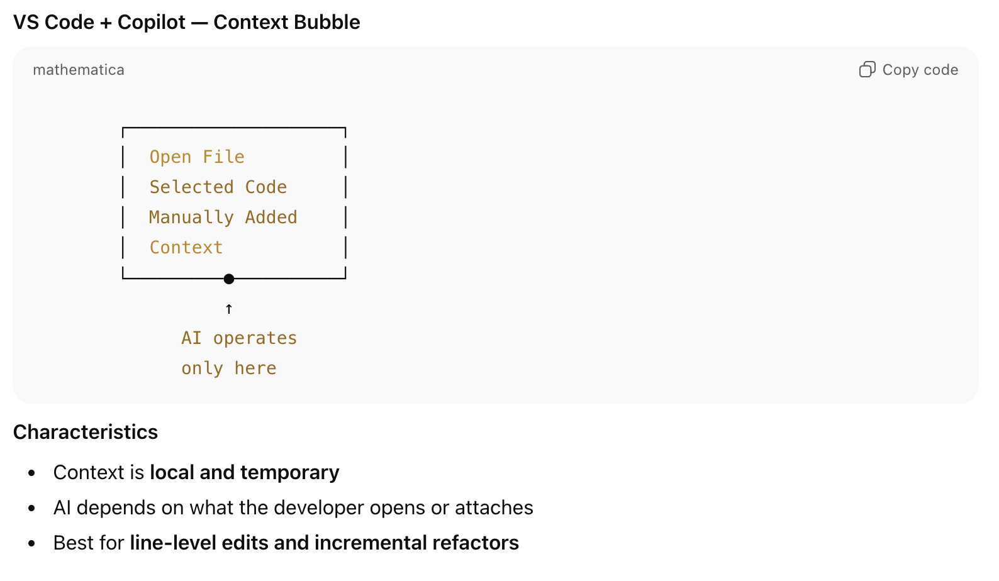 VS Code + Copilot — Context Bubble
mathematica
Copy code
Open File
Selected Code
Manually Added
Context
↑
AI operates
only here
Characteristics
• Context is local and temporary
• AI depends on what the developer opens or attaches
• Best for line-level edits and incremental refactors